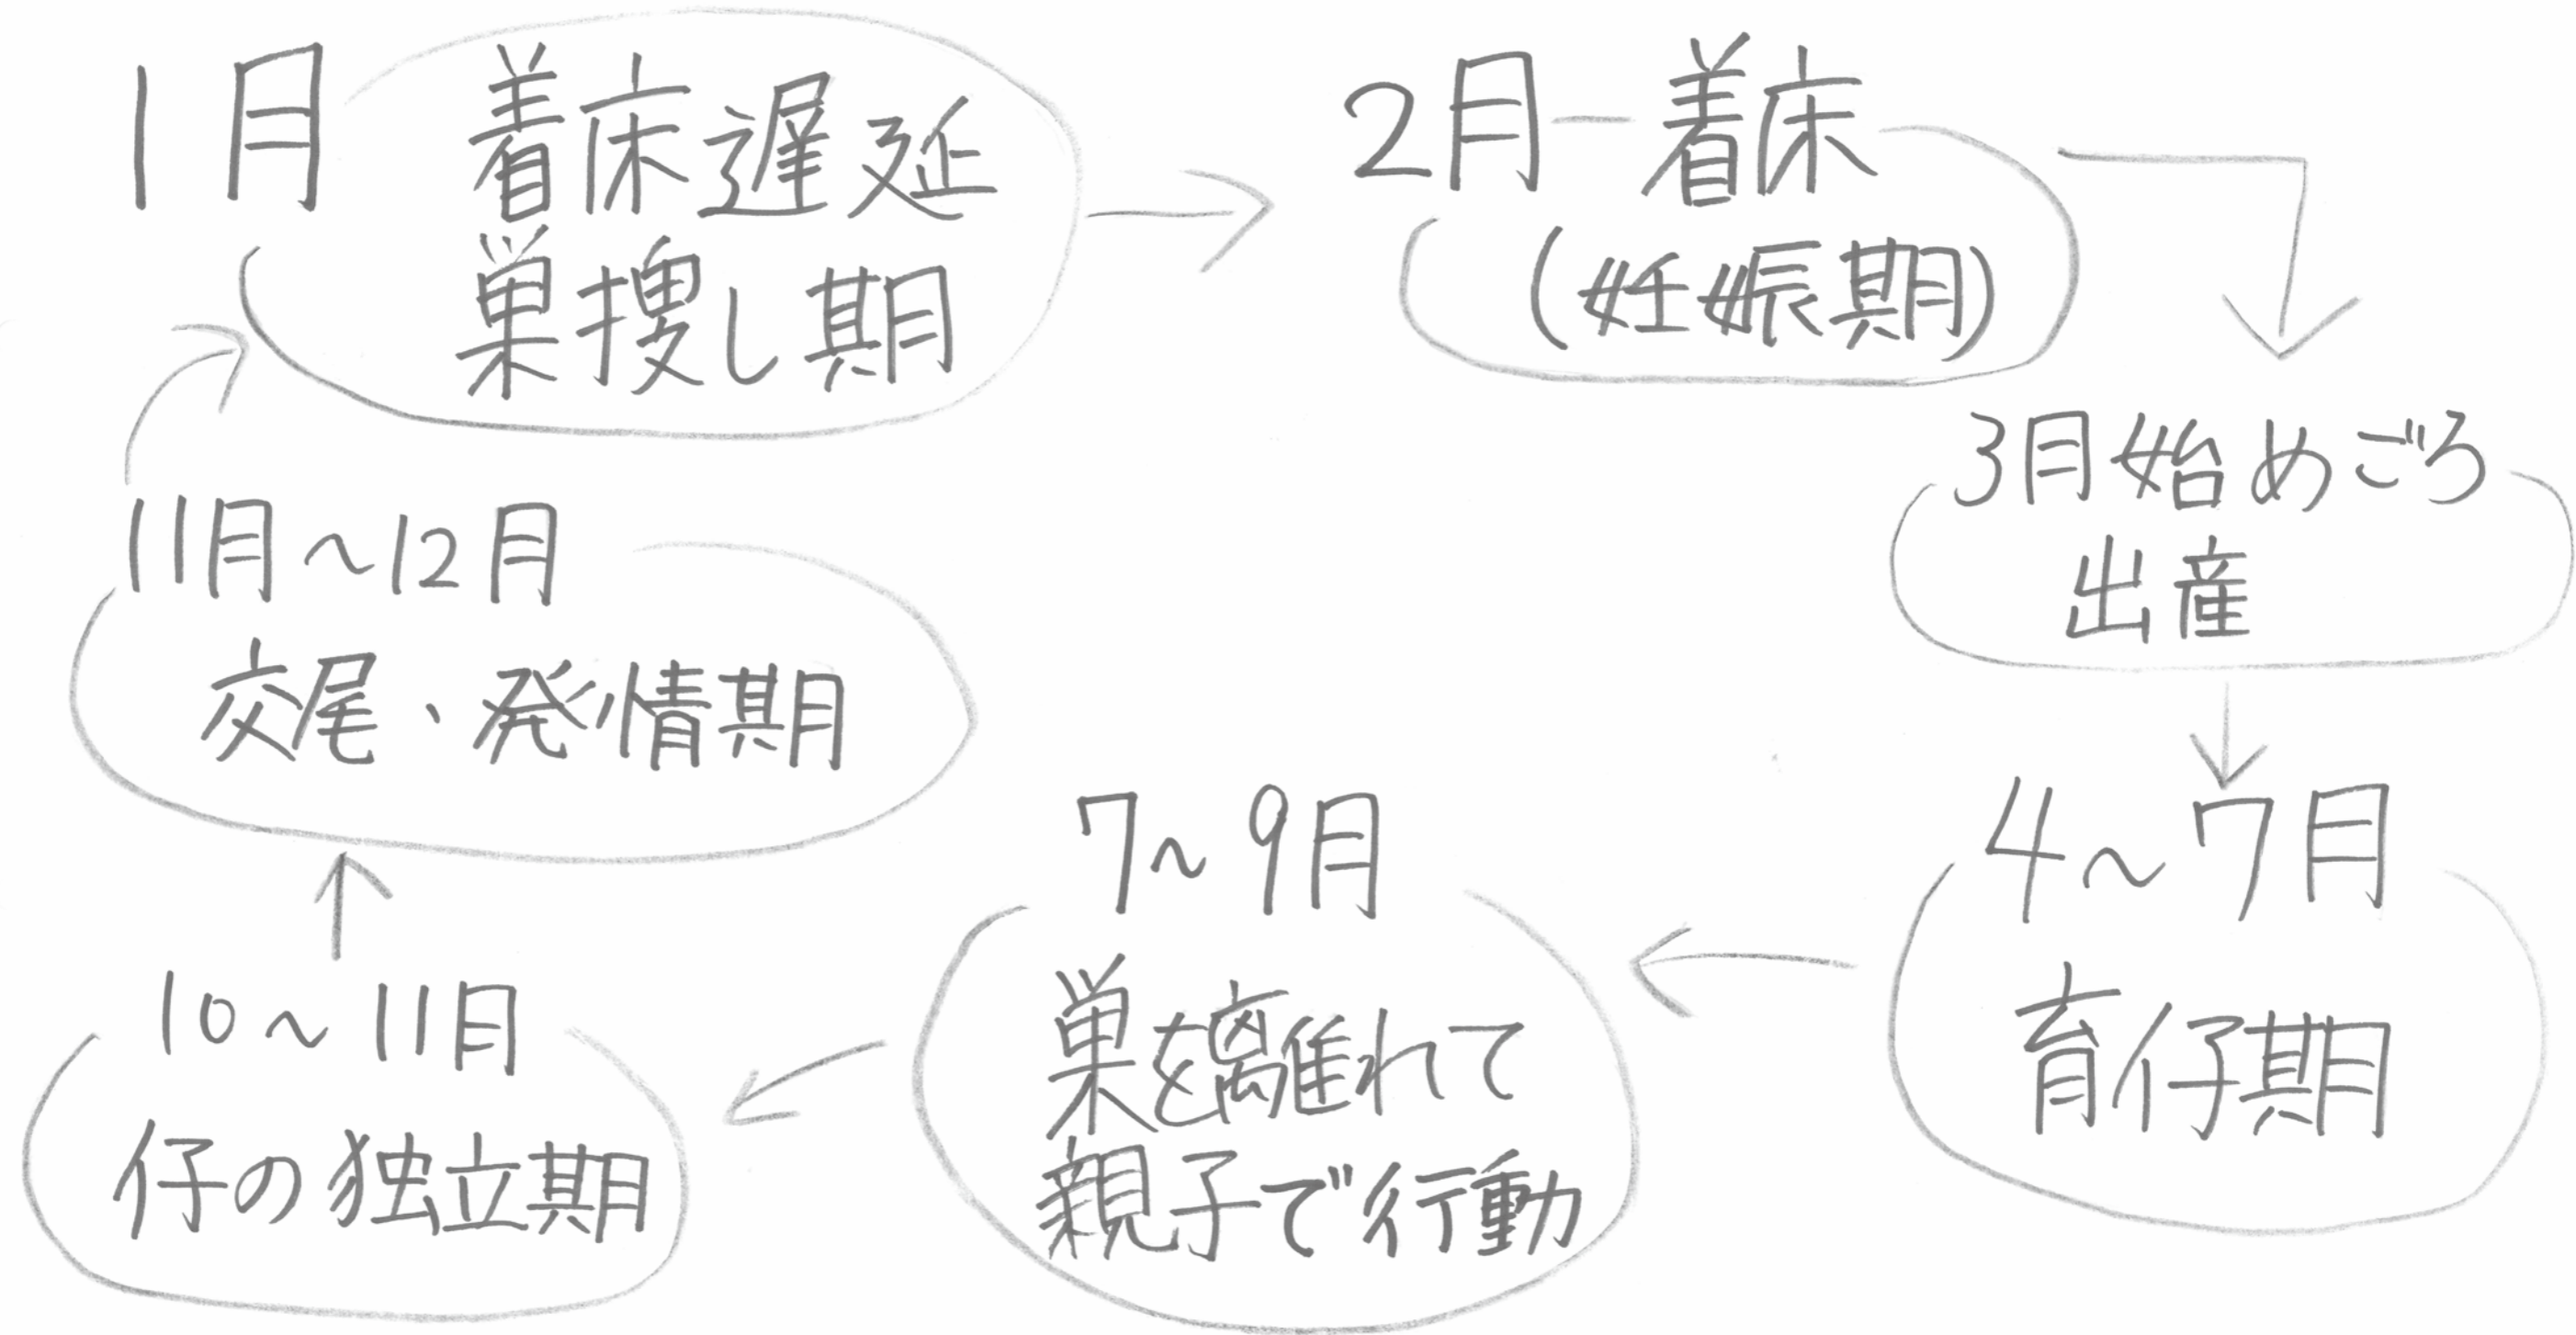 1月
着床遅延
巣捜し期
2月 着床
(妊娠期)
3月始めごろ
出産
4～7月
育仔期
7～9月
巣を離れて
親子で行動
10～11月
仔の独立期
11月～12月
交尾、発情期